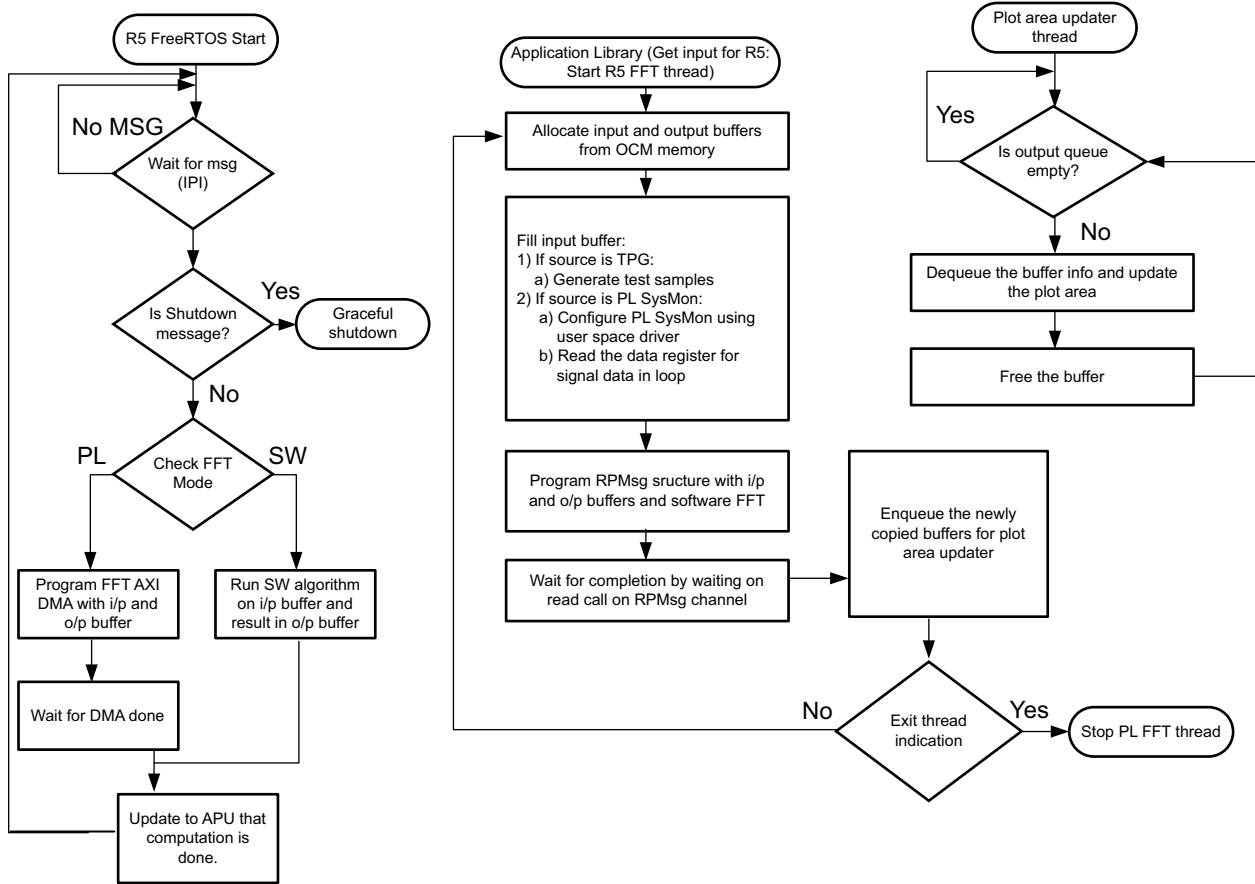 R5 FreeRTOS Start
No MSG
Wait for msg
(IPI)
Is Shutdown
message?
Yes
Graceful
shutdown
No
Check FFT
Mode
PL
SW
Program FFT AXI
DMA with i/p and
o/p buffer
Run SW algorithm
on i/p buffer and
result in o/p buffer
Wait for DMA done
Update to APU that
computation is
done.
Application Library (Get input for R5:
Start R5 FFT thread)
Allocate input and output buffers
from OCM memory
Fill input buffer:
1) If source is TPG:
a) Generate test samples
2) If source is PL SysMon:
a) Configure PL SysMon using
user space driver
b) Read the data register for
signal data in loop
Program RPMsg sructure with i/p
and o/p buffers and software FFT
Wait for completion by waiting on
read call on RPMsg channel
Enqueue the newly
copied buffers for plot
area updater
Exit thread
indication
No
Yes
Stop PL FFT thread
Plot area updater
thread
Yes
Is output queue
empty?
No
Dequeue the buffer info and update
the plot area
Free the buffer